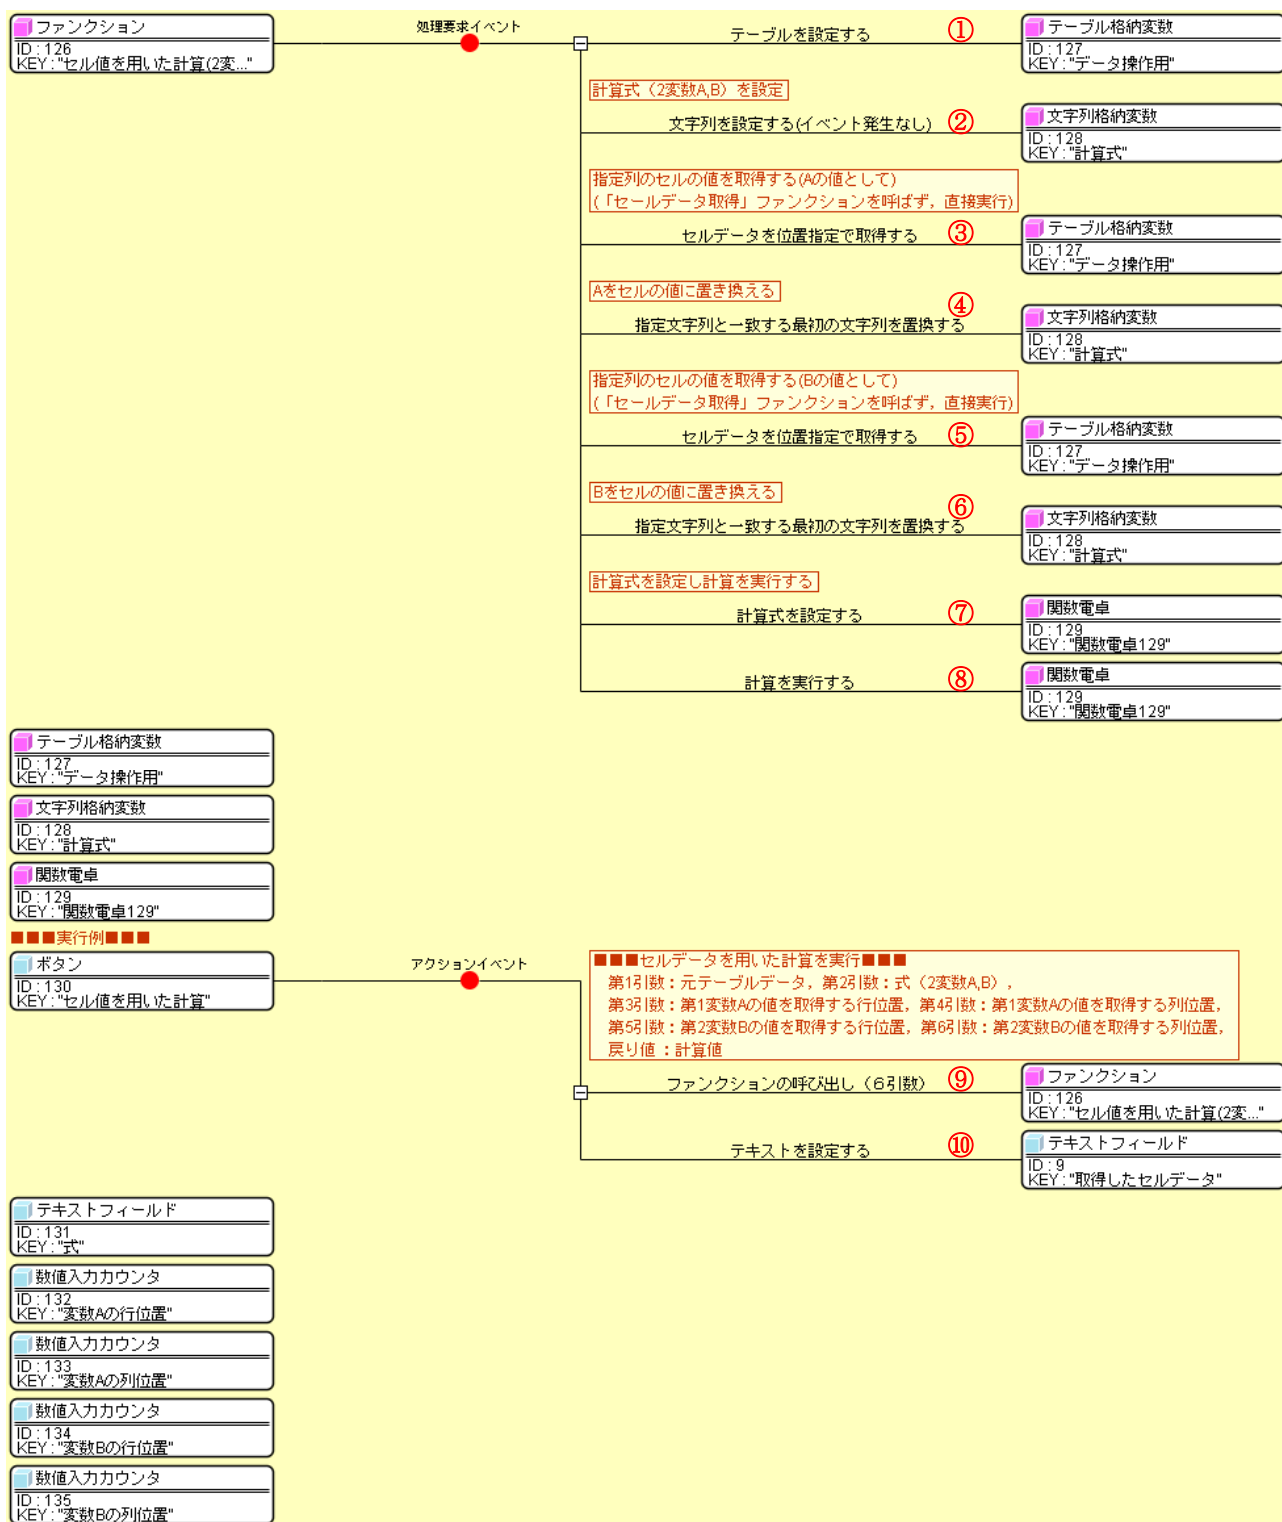 ファンクション
ID : 126
KEY : "セル値を用いた計算(2変..."
処理要求イベント
テーブルを設定する
①
テーブル格納変数
ID : 127
KEY : "データ操作用"
計算式（2変数A,B）を設定
文字列を設定する(イベント発生なし)
②
文字列格納変数
ID : 128
KEY : "計算式"
指定列のセルの値を取得する(Aの値として)
(「セールデータ取得」ファンクションを呼ばず，直接実行)
セルデータを位置指定で取得する
③
テーブル格納変数
ID : 127
KEY : "データ操作用"
Aをセルの値に置き換える
指定文字列と一致する最初の文字列を置換する
④
文字列格納変数
ID : 128
KEY : "計算式"
指定列のセルの値を取得する(Bの値として)
(「セールデータ取得」ファンクションを呼ばず，直接実行)
セルデータを位置指定で取得する
⑤
テーブル格納変数
ID : 127
KEY : "データ操作用"
Bをセルの値に置き換える
指定文字列と一致する最初の文字列を置換する
⑥
文字列格納変数
ID : 128
KEY : "計算式"
計算式を設定し計算を実行する
計算式を設定する
⑦
関数電卓
ID : 129
KEY : "関数電卓129"
計算を実行する
⑧
関数電卓
ID : 129
KEY : "関数電卓129"
テーブル格納変数
ID : 127
KEY : "データ操作用"
文字列格納変数
ID : 128
KEY : "計算式"
関数電卓
ID : 129
KEY : "関数電卓129"
■■■実行例■■■
ボタン
ID : 130
KEY : "セル値を用いた計算"
アクションイベント
■■■セルデータを用いた計算を実行■■■
第1引数：元テーブルデータ，第2引数：式（2変数A,B），
第3引数：第1変数Aの値を取得する行位置，第4引数：第1変数Aの値を取得する列位置，
第5引数：第2変数Bの値を取得する行位置，第6引数：第2変数Bの値を取得する列位置，
戻り値：計算値
ファンクションの呼び出し（６引数）
⑨
ファンクション
ID : 126
KEY : "セル値を用いた計算(2変..."
テキストを設定する
⑩
テキストフィールド
ID : 9
KEY : "取得したセルデータ"
テキストフィールド
ID : 131
KEY : "式"
数値入力カウンタ
ID : 132
KEY : "変数Aの行位置"
数値入力カウンタ
ID : 133
KEY : "変数Aの列位置"
数値入力カウンタ
ID : 134
KEY : "変数Bの行位置"
数値入力カウンタ
ID : 135
KEY : "変数Bの列位置"